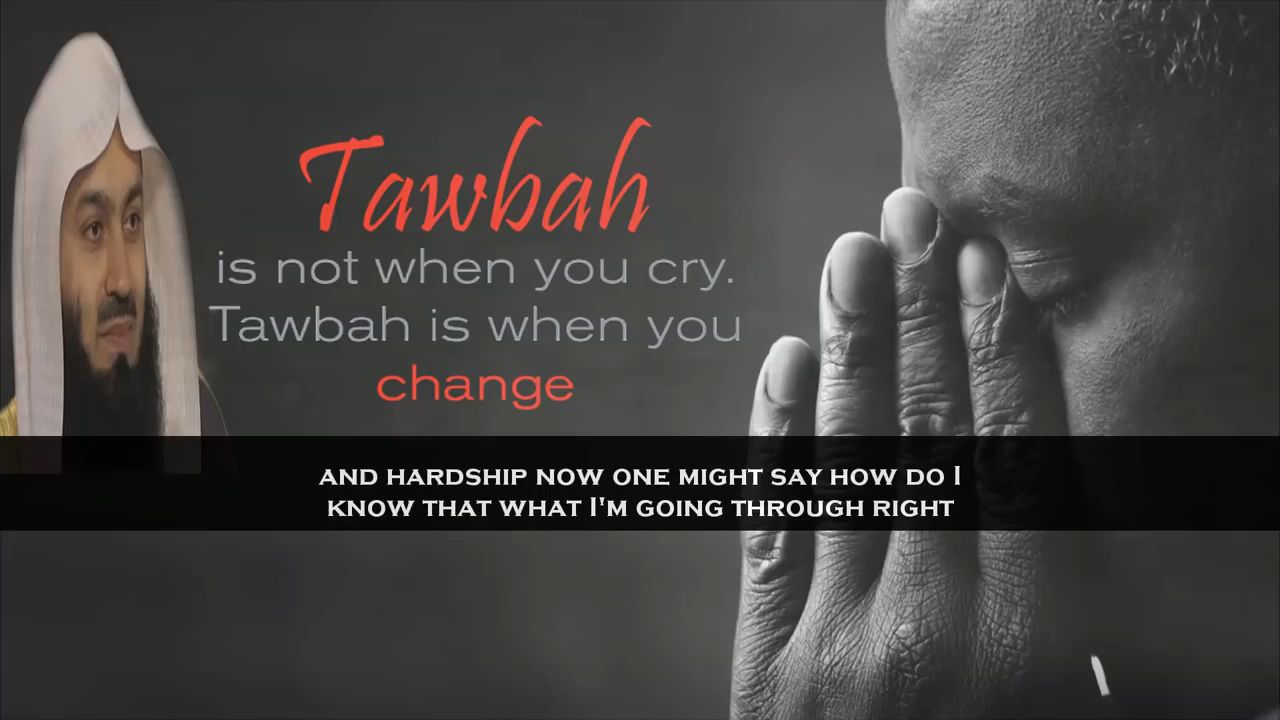 Tawbah
is not when you cry.
Tawbah is when you
change
AND HARDSHIP NOW ONE MIGHT SAY HOW DO I
KNOW THAT WHAT I'M GOING THROUGH RIGHT